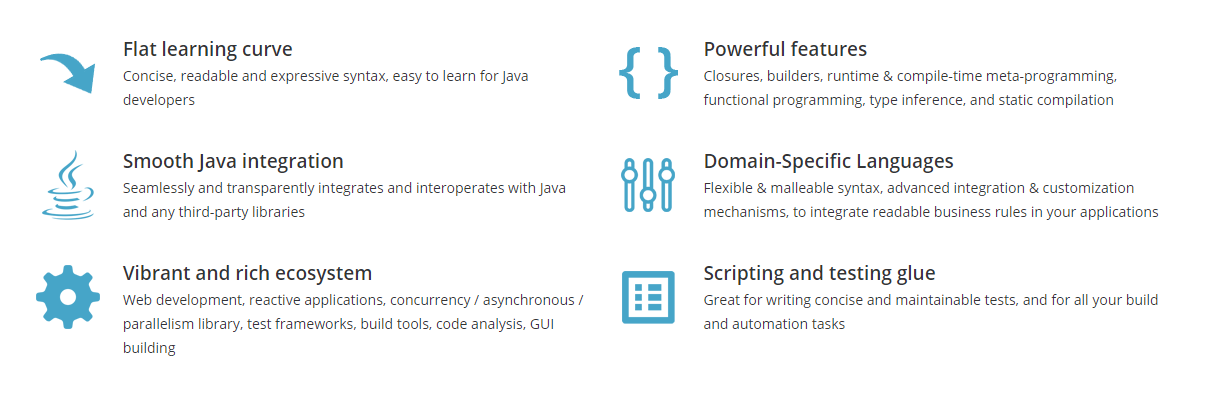 Flat learning curve
Concise, readable and expressive syntax, easy to learn for Java
developers
Powerful features
Closures, builders, runtime & compile-time meta-programming,
functional programming, type inference, and static compilation
Smooth Java integration
Seamlessly and transparently integrates and interoperates with Java
and any third-party libraries
Domain-Specific Languages
Flexible & malleable syntax, advanced integration & customization
mechanisms, to integrate readable business rules in your applications
Vibrant and rich ecosystem
Web development, reactive applications, concurrency / asynchronous /
parallelism library, test frameworks, build tools, code analysis, GUI
building
Scripting and testing glue
Great for writing concise and maintainable tests, and for all your build
and automation tasks